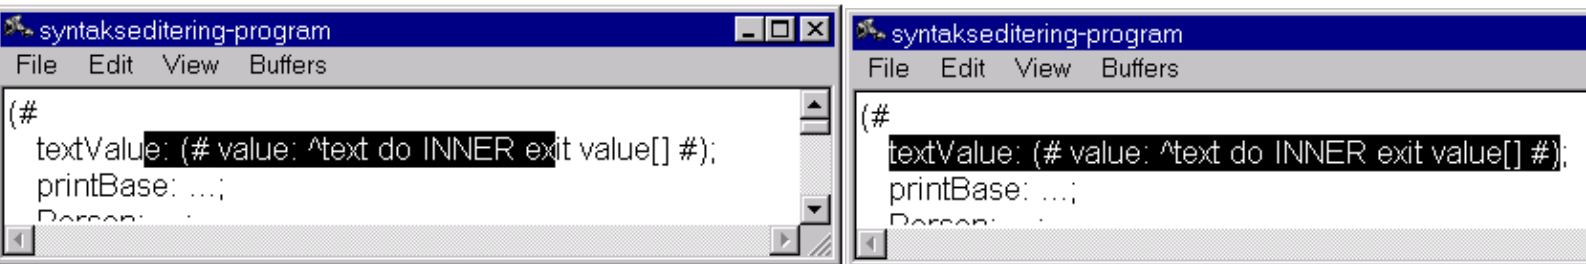 syntakseditering-program
File Edit View Buffers
(#
textValue: (# value: ^text do INNER exit value[] #);
printBase: ...;
syntakseditering-program
File Edit View Buffers
(#
textValue: (# value: ^text do INNER exit value[] #);
printBase: ...;